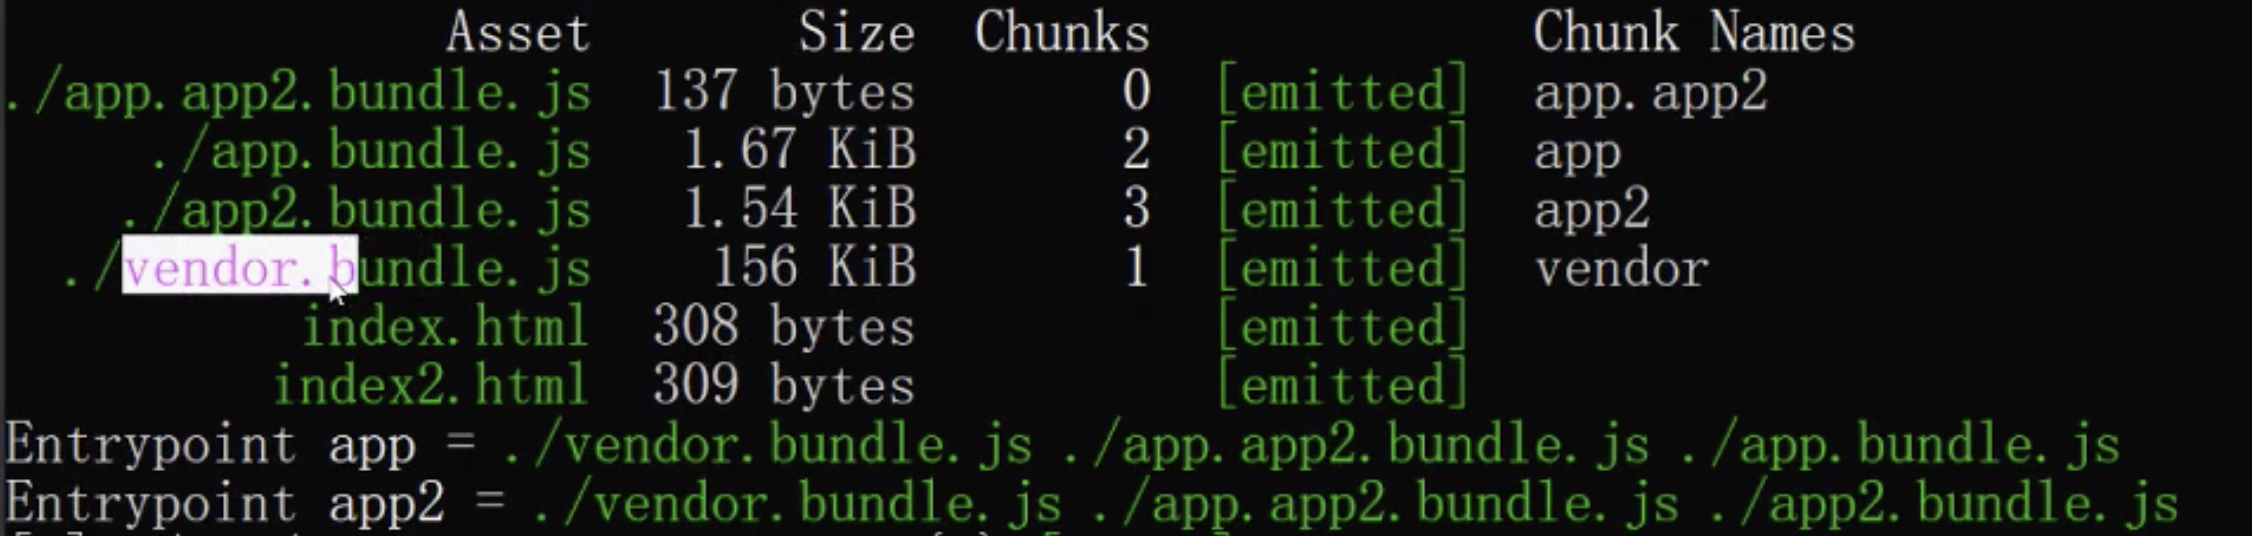 Asset Size Chunks Chunk Names
./app.app2.bundle.js 137 bytes 0 [emitted] app.app2
./app.bundle.js 1.67 KiB 2 [emitted] app
./app2.bundle.js 1.54 KiB 3 [emitted] app2
./vendor.bundle.js 156 KiB 1 [emitted] vendor
index.html 308 bytes [emitted]
index2.html 309 bytes [emitted]
Entrypoint app = ./vendor.bundle.js ./app.app2.bundle.js ./app.bundle.js
Entrypoint app2 = ./vendor.bundle.js ./app.app2.bundle.js ./app2.bundle.js